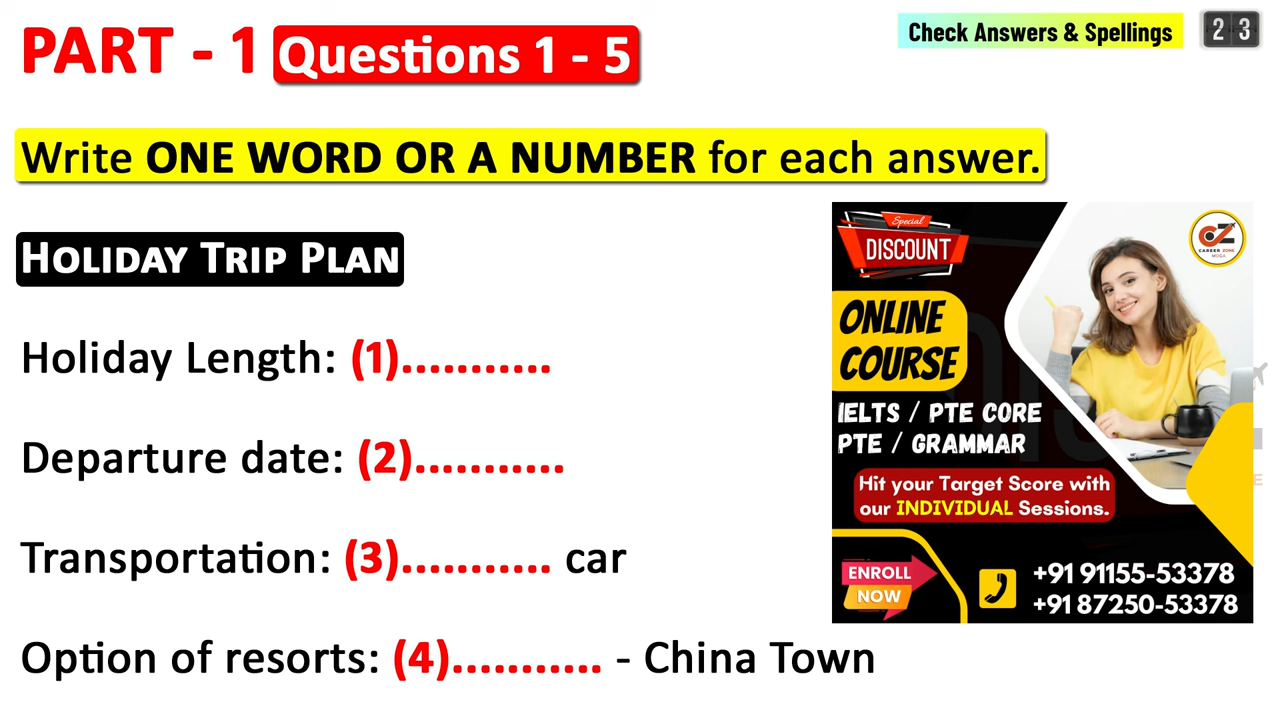 PART - 1 Questions 1 - 5
Check Answers & Spellings 23
Write ONE WORD OR A NUMBER for each answer.
HOLIDAY TRIP PLAN
Holiday Length: (1)...........
Departure date: (2)...........
Transportation: (3)........... car
Option of resorts: (4)........... - China Town
Special
DISCOUNT
CZ
CAREER ZONE
MOGA
ONLINE
COURSE
IELTS / PTE CORE
PTE / GRAMMAR
Hit your Target Score with
our INDIVIDUAL Sessions.
ENROLL
NOW
+91 91155-53378
+91 87250-53378